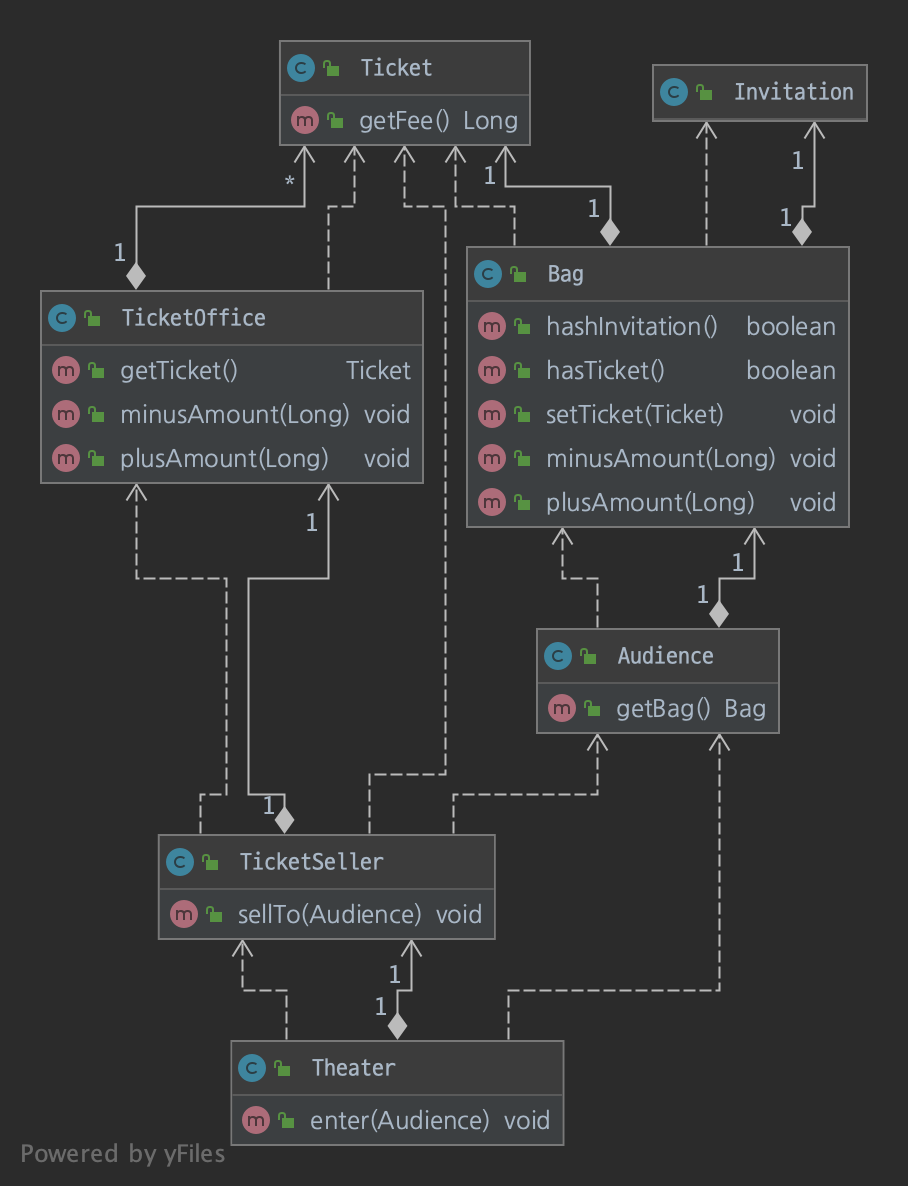 Ticket
getFee() Long
Invitation
*
1
1
1
1
1
Bag
hashInvitation() boolean
hasTicket() boolean
setTicket(Ticket) void
minusAmount(Long) void
plusAmount(Long) void
TicketOffice
getTicket() Ticket
minusAmount(Long) void
plusAmount(Long) void
1
1
1
Audience
getBag() Bag
1
TicketSeller
sellTo(Audience) void
1
1
Theater
enter(Audience) void
Powered by yFiles